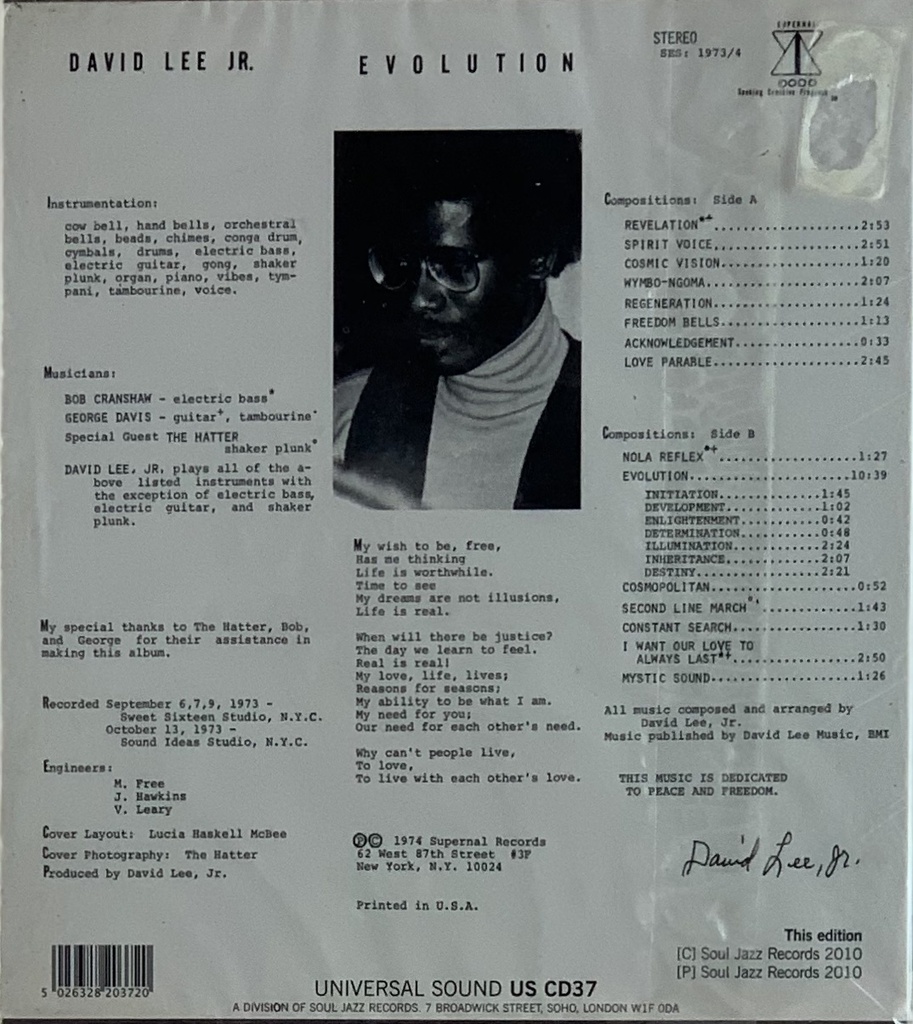 DAVID LEE JR.
EVOLUTION
STEREO
SES: 1973/4
SUPERNAL
Seeking Creative Progress
Instrumentation:
cow bell, hand bells, orchestral
bells, beads, chimes, conga drum,
cymbals, drums, electric bass,
electric guitar, gong, shaker
plunk, organ, piano, vibes, tym-
pani, tambourine, voice.
Musicians:
BOB CRANSHAW - electric bass*
GEORGE DAVIS - guitar+, tambourine'
Special Guest THE HATTER
shaker plunk°
DAVID LEE, JR. plays all of the a-
bove listed instruments with
the exception of electric bass,
electric guitar, and shaker
plunk.
My special thanks to The Hatter, Bob,
and George for their assistance in
making this album.
Recorded September 6,7,9, 1973 -
Sweet Sixteen Studio, N.Y.C.
October 13, 1973 -
Sound Ideas Studio, N.Y.C.
Engineers:
M. Free
J. Hawkins
V. Leary
Cover Layout: Lucia Haskell McBee
Cover Photography: The Hatter
Produced by David Lee, Jr.
My wish to be, free,
Has me thinking
Life is worthwhile.
Time to see
My dreams are not illusions,
Life is real.
When will there be justice?
The day we learn to feel.
Real is real!
My love, life, lives;
Reasons for seasons;
My ability to be what I am.
My need for you;
Our need for each other's need.
Why can't people live,
To love,
To live with each other's love.
℗© 1974 Supernal Records
62 West 87th Street #3F
New York, N.Y. 10024
Printed in U.S.A.
Compositions: Side A
REVELATION*+....................2:53
SPIRIT VOICE....................2:51
COSMIC VISION...................1:20
WYMBO-NGOMA.....................2:07
REGENERATION....................1:24
FREEDOM BELLS...................1:13
ACKNOWLEDGEMENT.................0:33
LOVE PARABLE....................2:45
Compositions: Side B
NOLA REFLEX*+...................1:27
EVOLUTION......................10:39
INITIATION..............1:45
DEVELOPMENT.............1:02
ENLIGHTENMENT...........0:42
DETERMINATION...........0:48
ILLUMINATION............2:24
INHERITANCE.............2:07
DESTINY.................2:21
COSMOPOLITAN....................0:52
SECOND LINE MARCH°'.............1:43
CONSTANT SEARCH.................1:30
I WANT OUR LOVE TO
ALWAYS LAST*+.................2:50
MYSTIC SOUND....................1:26
All music composed and arranged by
David Lee, Jr.
Music published by David Lee Music, BMI
THIS MUSIC IS DEDICATED
TO PEACE AND FREEDOM.
David Lee, Jr.
This edition
[C] Soul Jazz Records 2010
[P] Soul Jazz Records 2010
5 026328 203720
UNIVERSAL SOUND US CD37
A DIVISION OF SOUL JAZZ RECORDS. 7 BROADWICK STREET, SOHO, LONDON W1F 0DA